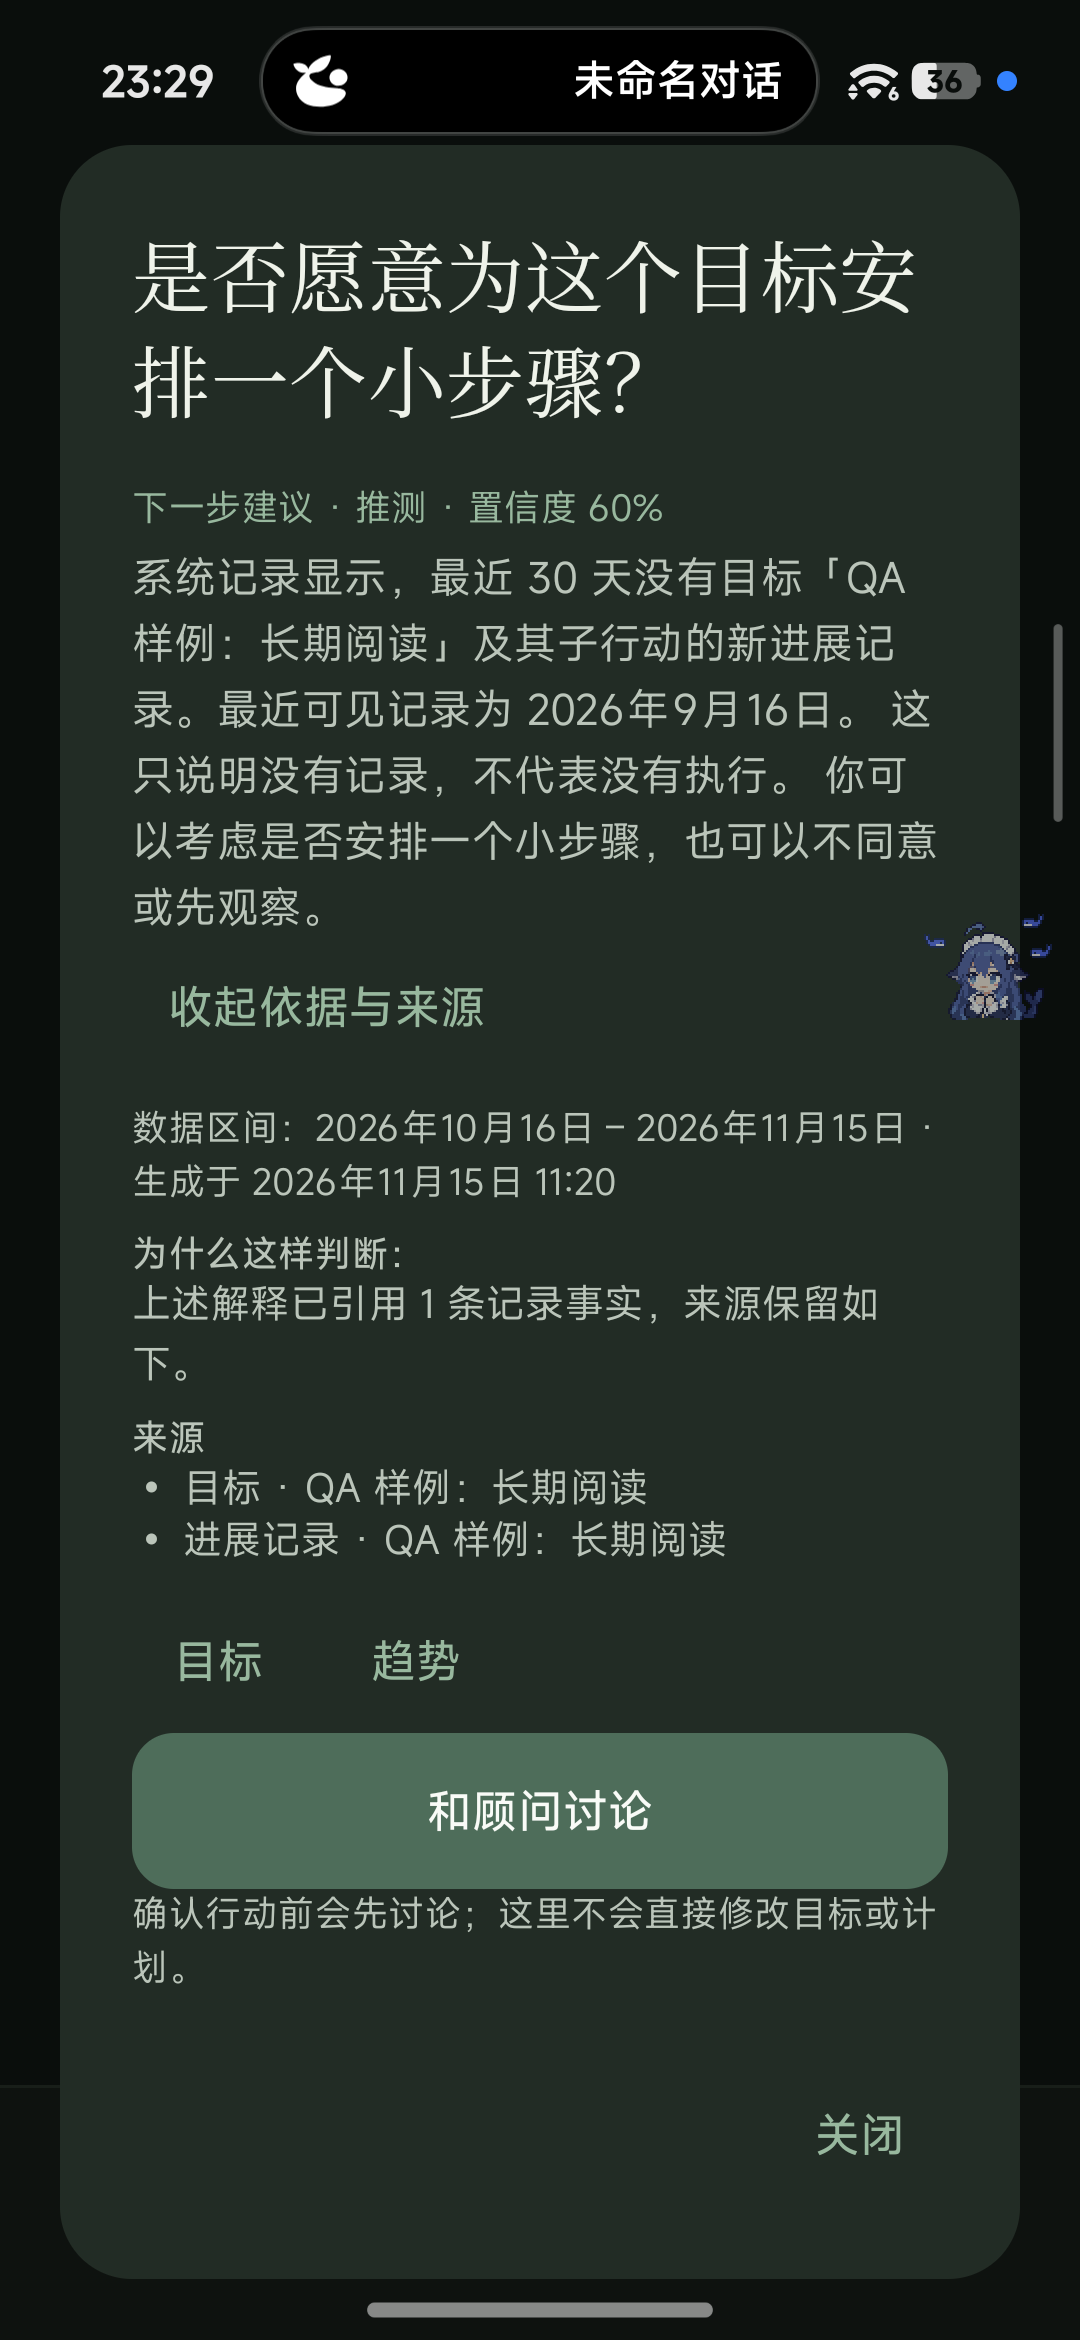 23:29
未命名对话
6
36
是否愿意为这个目标安
排一个小步骤？
下一步建议 · 推测 · 置信度 60%
系统记录显示，最近 30 天没有目标「QA
样例：长期阅读」及其子行动的新进展记
录。最近可见记录为 2026年9月16日。 这
只说明没有记录，不代表没有执行。 你可
以考虑是否安排一个小步骤，也可以不同意
或先观察。
收起依据与来源
数据区间：2026年10月16日 – 2026年11月15日 ·
生成于 2026年11月15日 11:20
为什么这样判断：
上述解释已引用 1 条记录事实，来源保留如
下。
来源
• 目标 · QA 样例：长期阅读
• 进展记录 · QA 样例：长期阅读
目标
趋势
和顾问讨论
确认行动前会先讨论；这里不会直接修改目标或计
划。
关闭